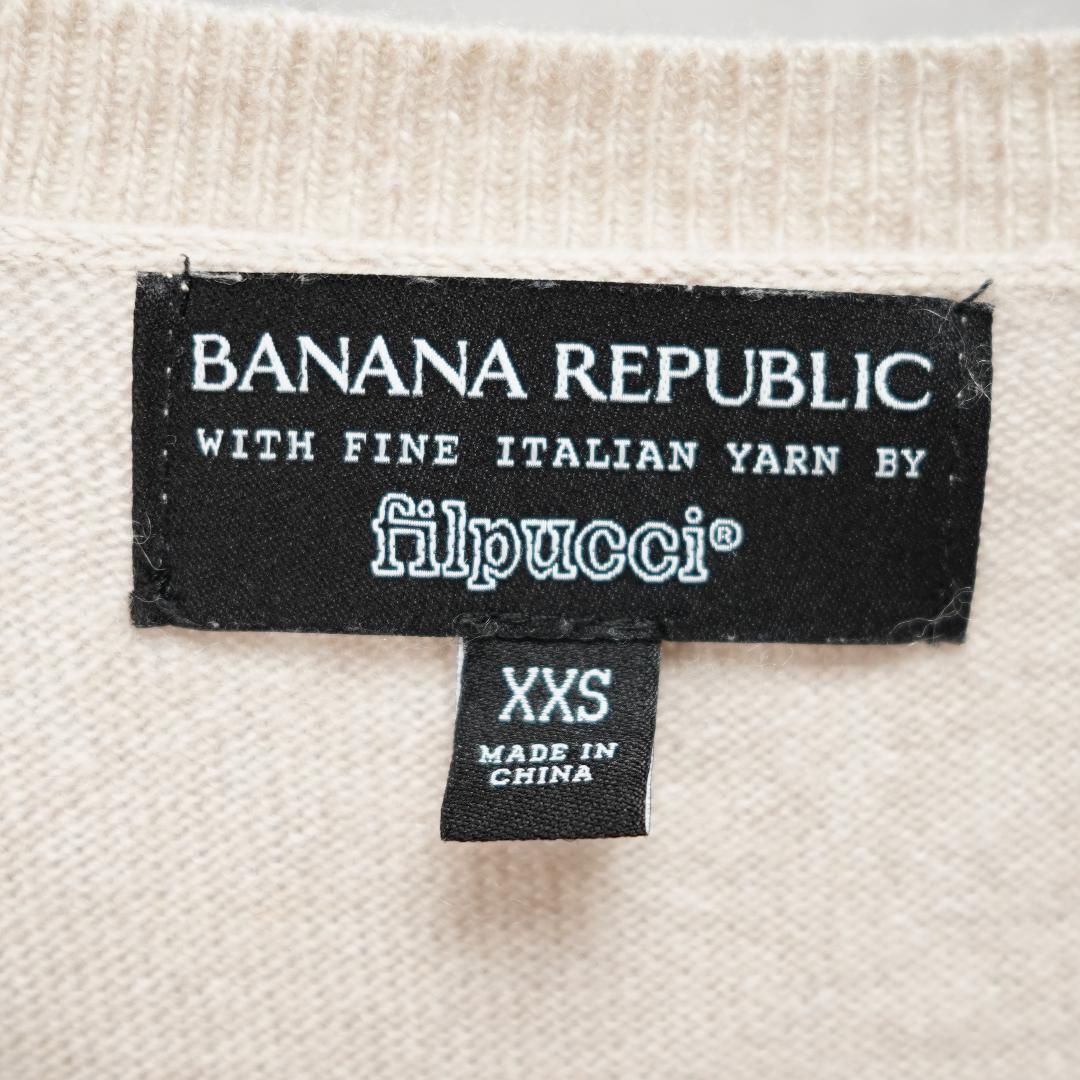 BANANA REPUBLIC
WITH FINE ITALIAN YARN BY
filpucci®
XXS
MADE IN
CHINA